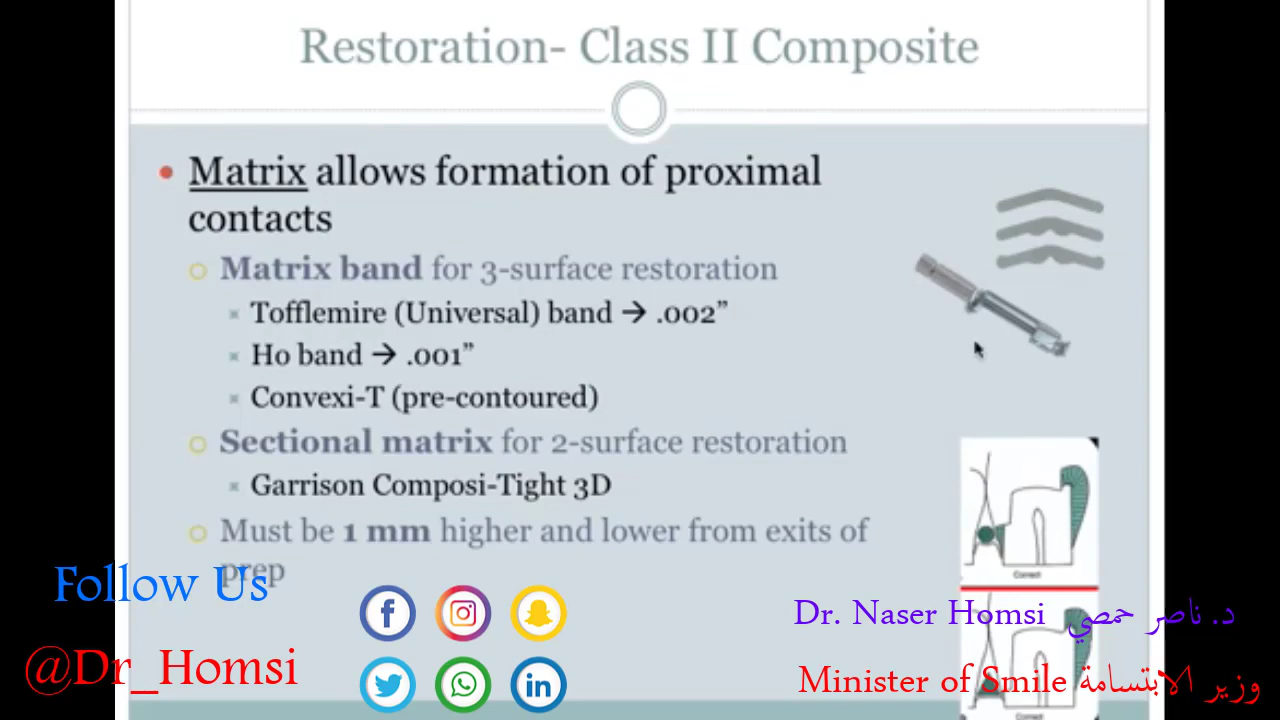 Restoration- Class II Composite
Matrix allows formation of proximal
contacts
Matrix band for 3-surface restoration
Tofflemire (Universal) band → .002”
Ho band → .001”
Convexi-T (pre-contoured)
Sectional matrix for 2-surface restoration
Garrison Composi-Tight 3D
Must be 1 mm higher and lower from exits of
prep
Correct
Follow Us
@Dr_Homsi
Dr. Naser Homsi د. ناصر حمصي
Minister of Smile وزير الابتسامة
Correct